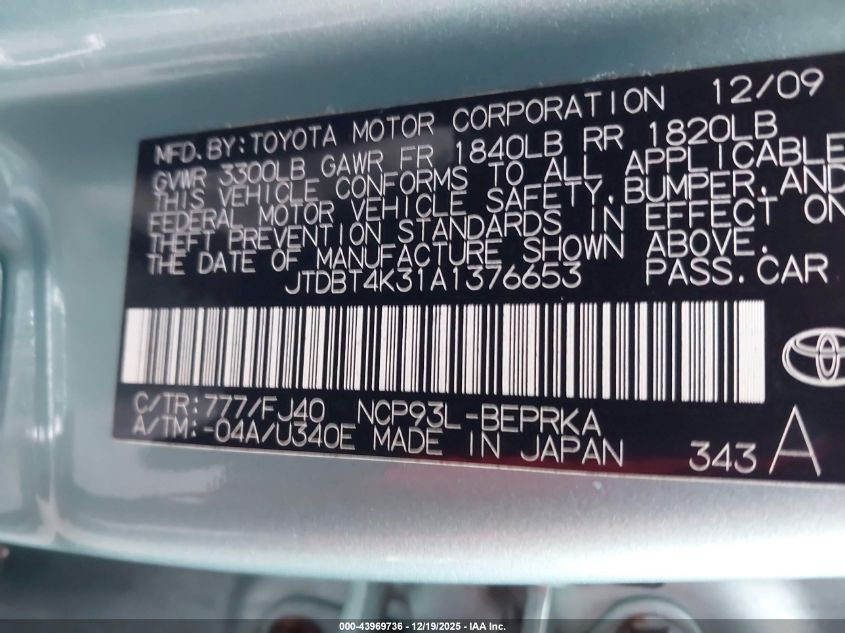 MFD. BY: TOYOTA MOTOR CORPORATION 12/09
GVWR 3300LB GAWR FR 1840LB RR 1820LB
THIS VEHICLE CONFORMS TO ALL APPLICABLE
FEDERAL MOTOR VEHICLE SAFETY, BUMPER, AND
THEFT PREVENTION STANDARDS IN EFFECT ON
THE DATE OF MANUFACTURE SHOWN ABOVE.
JTDBT4K31A1376653 PASS. CAR
C/TR: 777/FJ40 NCP93L-BEPRKA
A/TM: -04A/U340E MADE IN JAPAN 343 A
000-43969736 - 12/19/2025 - IAA Inc.